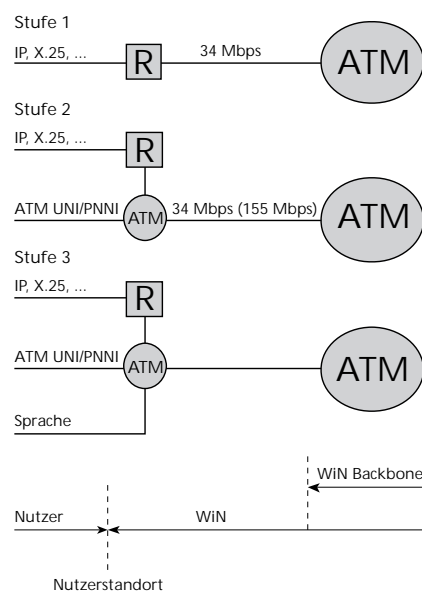 Stufe 1
IP, X.25, ...
R
34 Mbps
ATM
Stufe 2
IP, X.25, ...
R
ATM UNI/PNNI
ATM
34 Mbps (155 Mbps)
ATM
Stufe 3
IP, X.25, ...
R
ATM UNI/PNNI
ATM
ATM
Sprache
WiN Backbone
Nutzer
WiN
Nutzerstandort